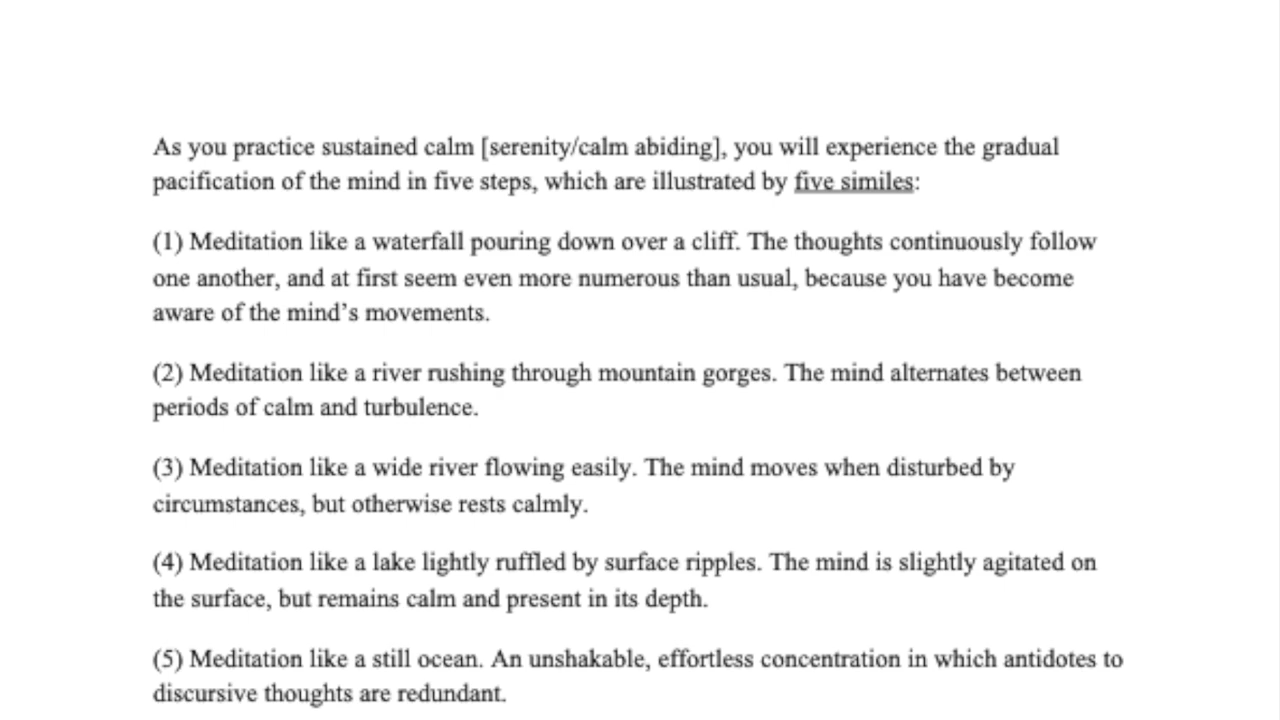 As you practice sustained calm [serenity/calm abiding], you will experience the gradual
pacification of the mind in five steps, which are illustrated by five similes:
(1) Meditation like a waterfall pouring down over a cliff. The thoughts continuously follow
one another, and at first seem even more numerous than usual, because you have become
aware of the mind’s movements.
(2) Meditation like a river rushing through mountain gorges. The mind alternates between
periods of calm and turbulence.
(3) Meditation like a wide river flowing easily. The mind moves when disturbed by
circumstances, but otherwise rests calmly.
(4) Meditation like a lake lightly ruffled by surface ripples. The mind is slightly agitated on
the surface, but remains calm and present in its depth.
(5) Meditation like a still ocean. An unshakable, effortless concentration in which antidotes to
discursive thoughts are redundant.